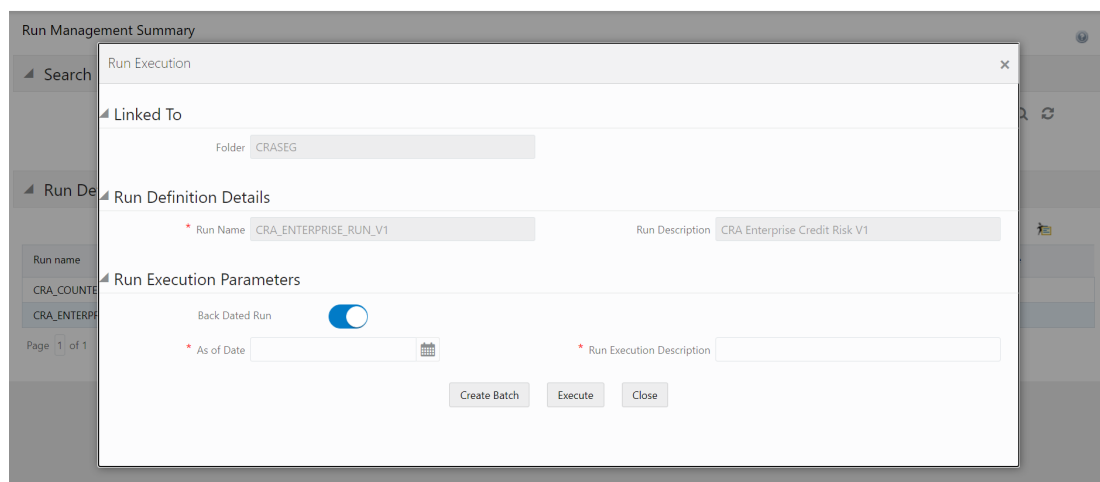 Run Management Summary
Run Execution
×
Search
Linked To
Folder CRASEG
Run De
Run Definition Details
* Run Name CRA_ENTERPRISE_RUN_V1 Run Description CRA Enterprise Credit Risk V1
Run name
Run Execution Parameters
CRA_COUNTE
CRA_ENTERPR
Back Dated Run
Page 1 of 1
* As of Date * Run Execution Description
Create Batch Execute Close